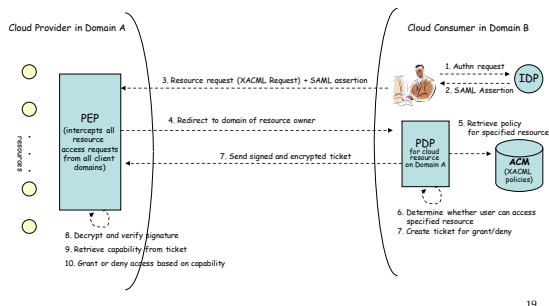 Cloud Provider in Domain A
Cloud Consumer in Domain B
1. Authn request
IDP
2. SAML Assertion
3. Resource request (XACML Request) + SAML assertion
PEP
(intercepts all
resource
access requests
from all client
domains)
resources
. . .
4. Redirect to domain of resource owner
5. Retrieve policy
for specified resource
PDP
for cloud
resource
on Domain A
ACM
(XACML
policies)
7. Send signed and encrypted ticket
6. Determine whether user can access
specified resource
7. Create ticket for grant/deny
8. Decrypt and verify signature
9. Retrieve capability from ticket
10. Grant or deny access based on capability
19